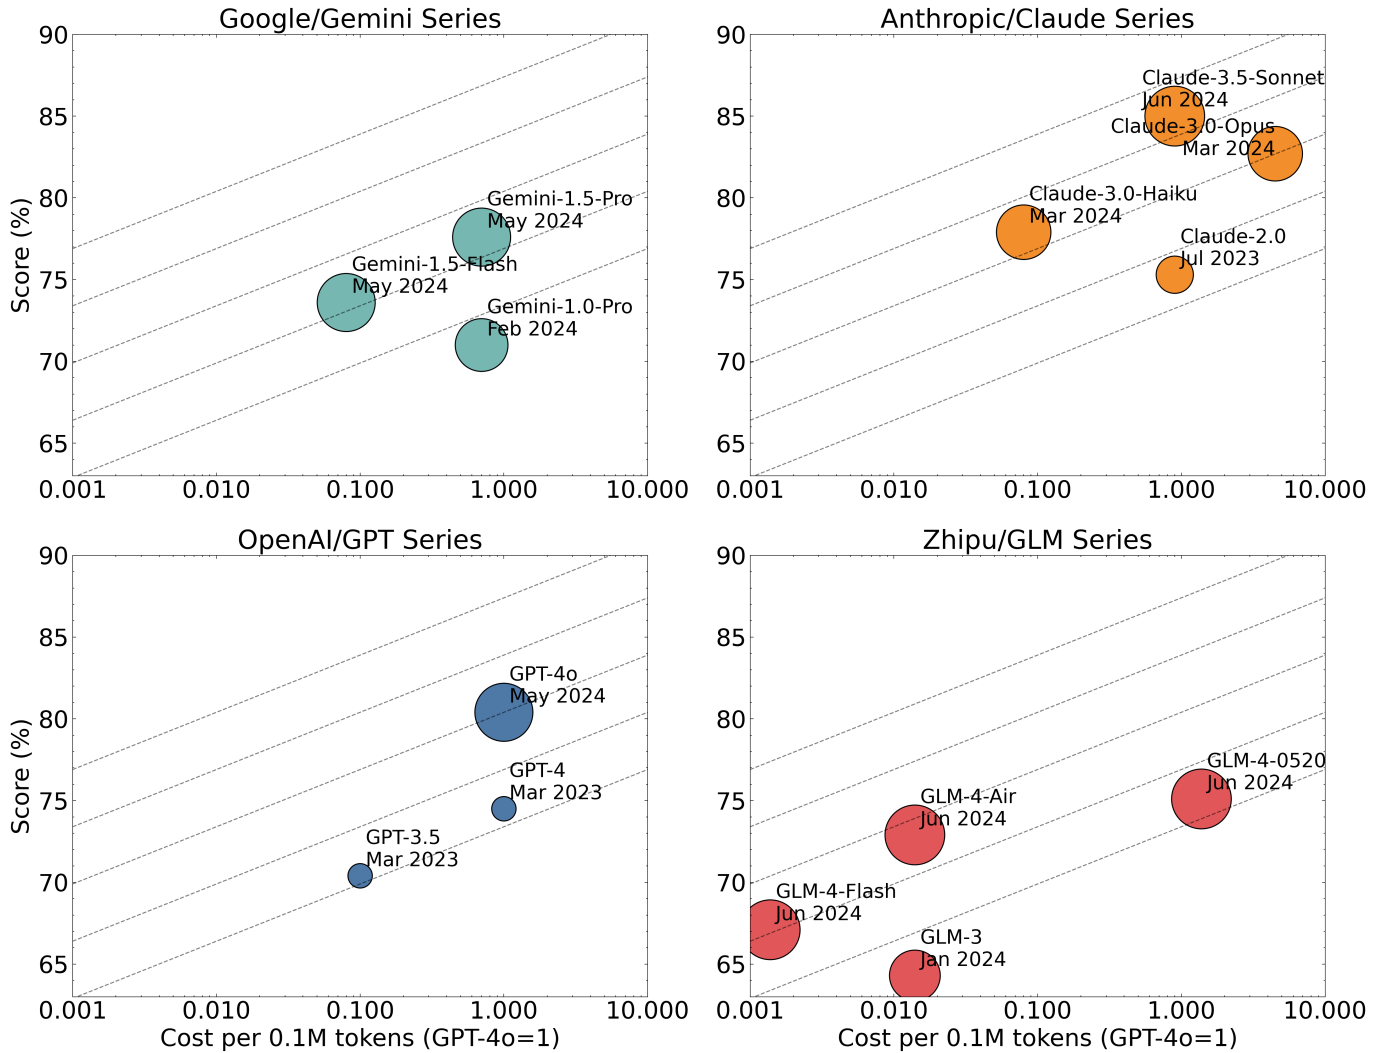 Google/Gemini Series
Score (%)
90
85
80
75
70
65
Gemini-1.5-Pro
May 2024
Gemini-1.5-Flash
May 2024
Gemini-1.0-Pro
Feb 2024
0.001 0.010 0.100 1.000 10.000
Anthropic/Claude Series
90
85
80
75
70
65
Claude-3.5-Sonnet
Jun 2024
Claude-3.0-Opus
Mar 2024
Claude-3.0-Haiku
Mar 2024
Claude-2.0
Jul 2023
0.001 0.010 0.100 1.000 10.000
OpenAI/GPT Series
Score (%)
90
85
80
75
70
65
GPT-4o
May 2024
GPT-4
Mar 2023
GPT-3.5
Mar 2023
0.001 0.010 0.100 1.000 10.000
Cost per 0.1M tokens (GPT-4o=1)
Zhipu/GLM Series
90
85
80
75
70
65
GLM-4-0520
Jun 2024
GLM-4-Air
Jun 2024
GLM-4-Flash
Jun 2024
GLM-3
Jan 2024
0.001 0.010 0.100 1.000 10.000
Cost per 0.1M tokens (GPT-4o=1)